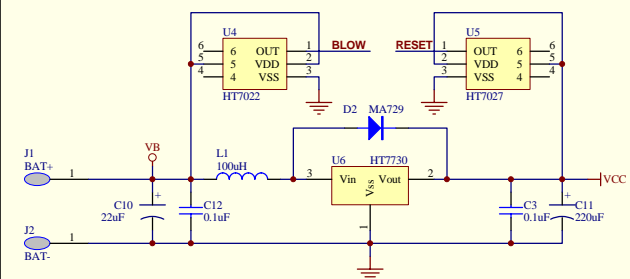 U4
6 6 OUT 1 BLOW
5 5 VDD 2
4 4 VSS 3
HT7022
U5
RESET 1 OUT 6 6
2 VDD 5 5
3 VSS 4 4
HT7027
D2 MA729
J1
BAT+
1
VB
L1
100uH
U6 HT7730
3 Vin Vss Vout 2
1
VCC
C10
22uF
+
C12
0.1uF
C3
0.1uF
C11
220uF
+
J2
BAT-
1